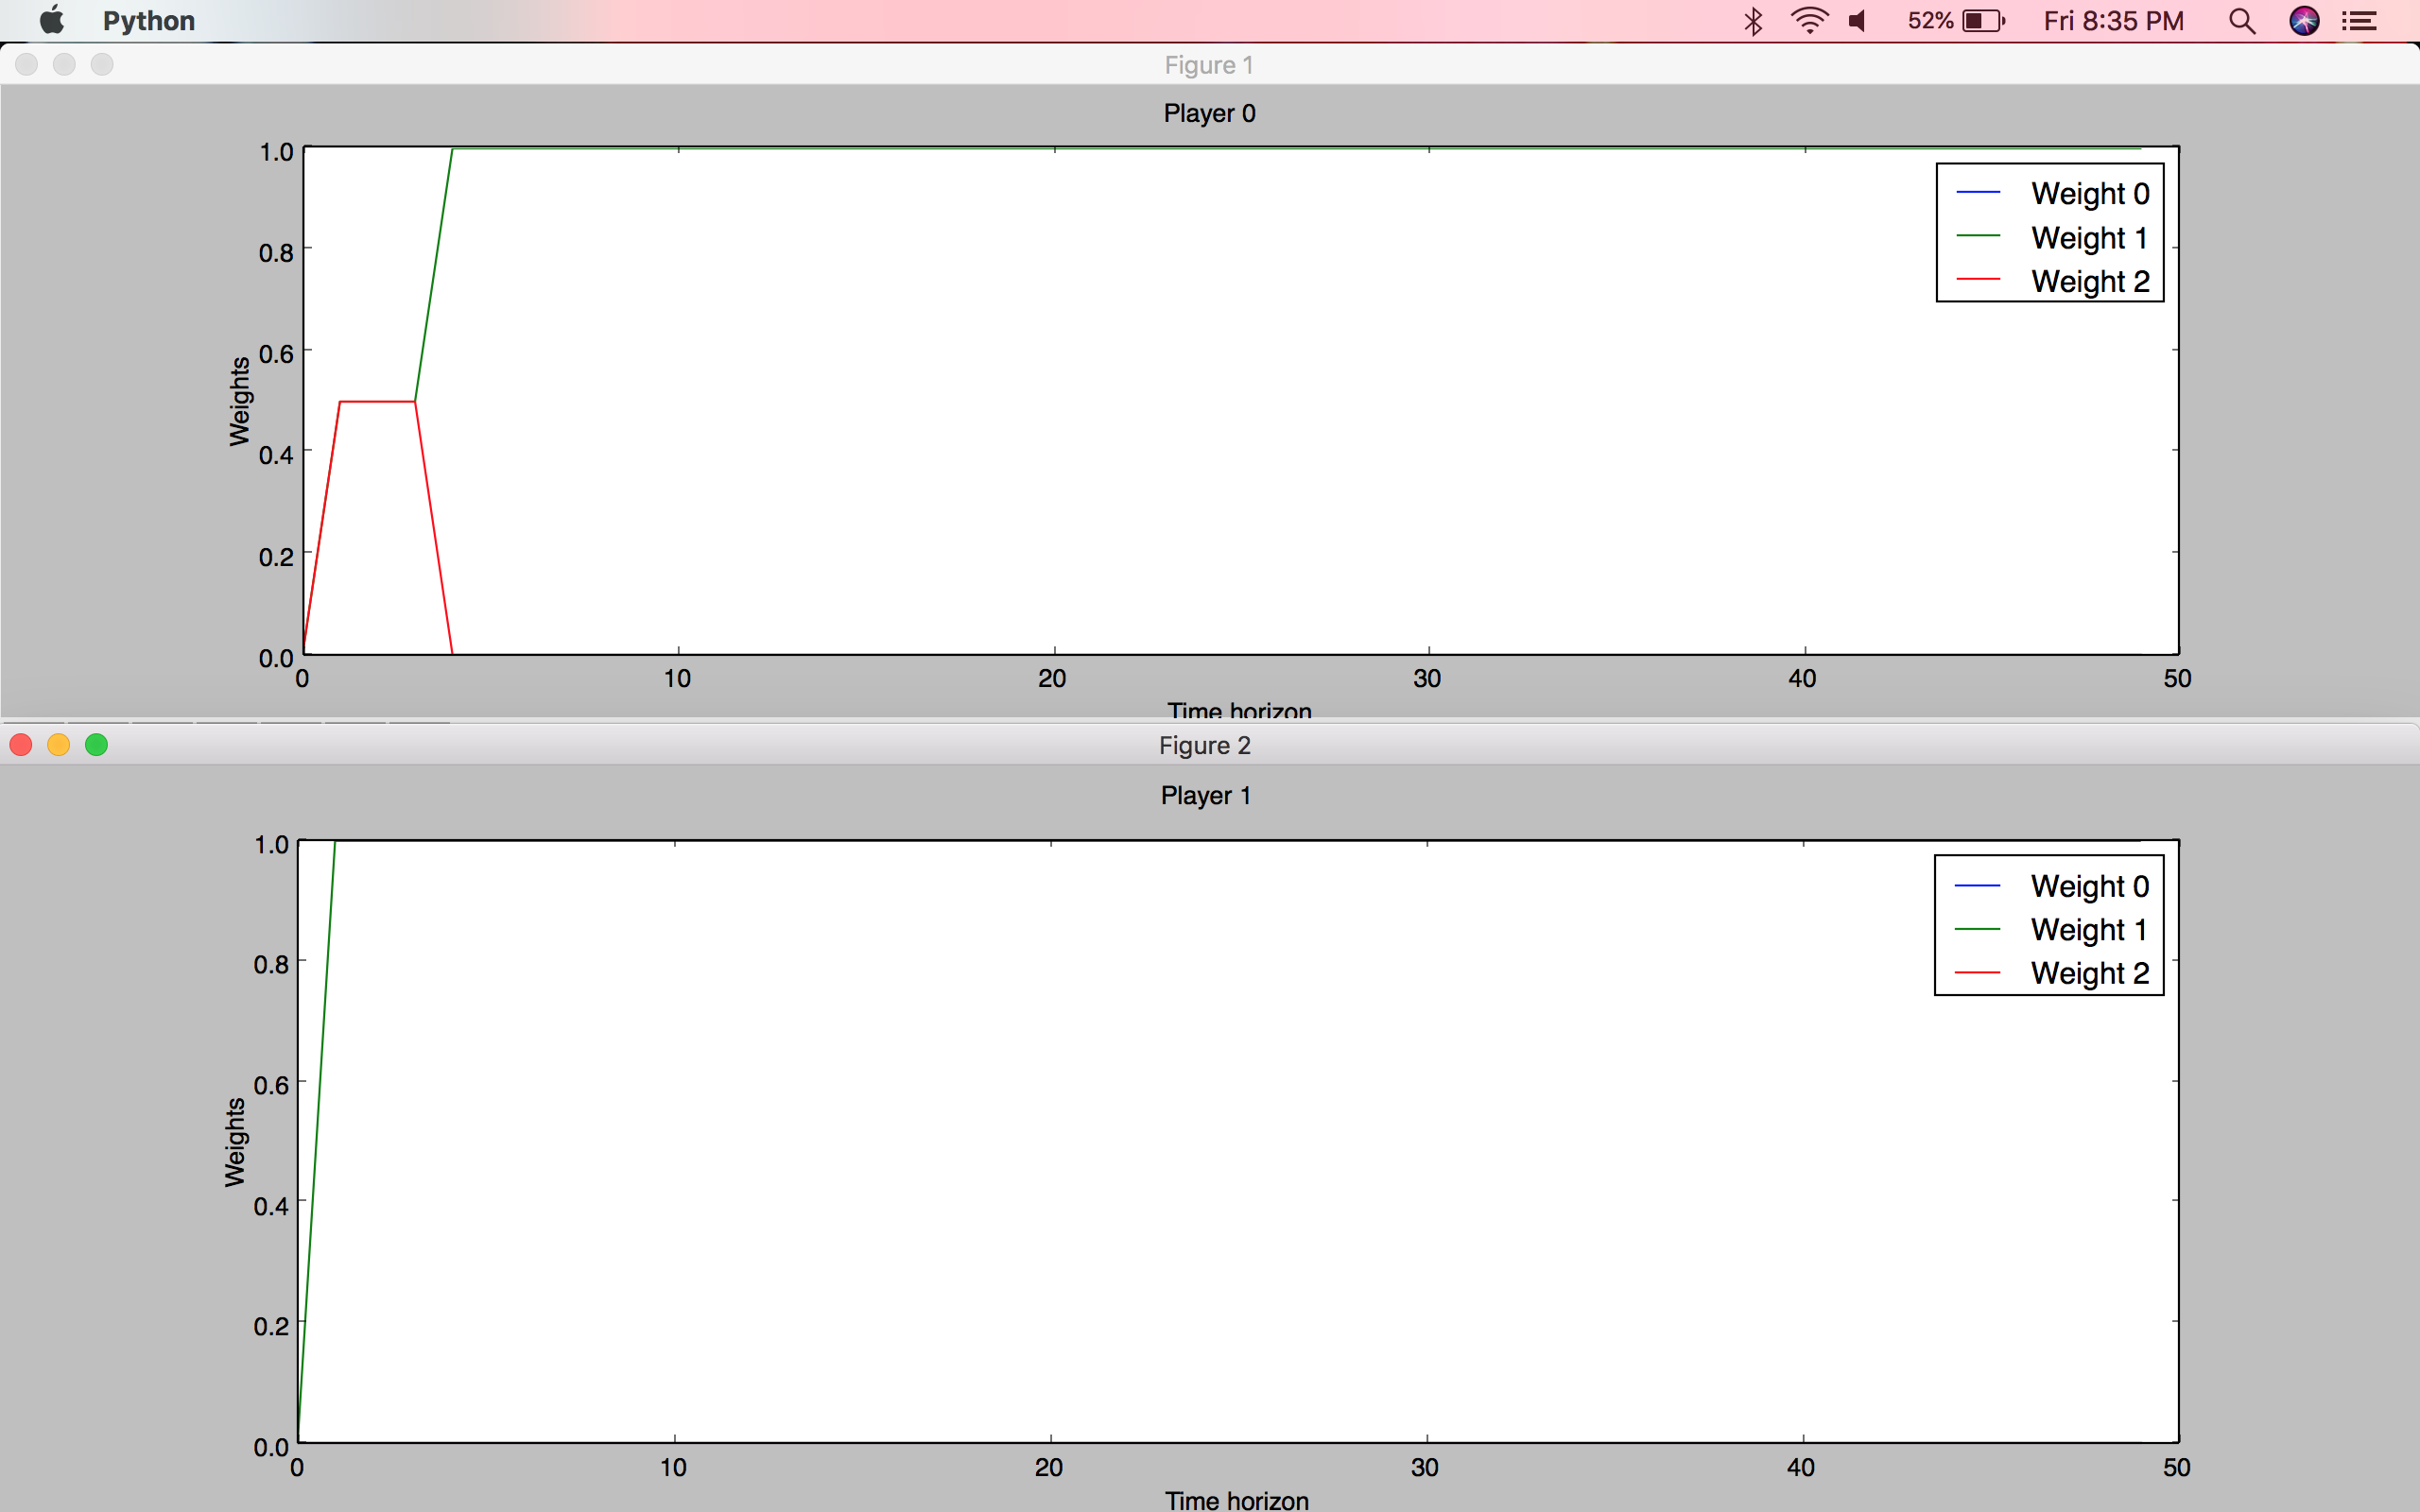 Python 52% Fri 8:35 PM
Figure 1
Player 0
1.0
0.8
0.6
0.4
0.2
0.0
Weights
Weight 0
Weight 1
Weight 2
0 10 20 30 40 50
Time horizon
Figure 2
Player 1
1.0
0.8
0.6
0.4
0.2
0.0
Weights
Weight 0
Weight 1
Weight 2
0 10 20 30 40 50
Time horizon